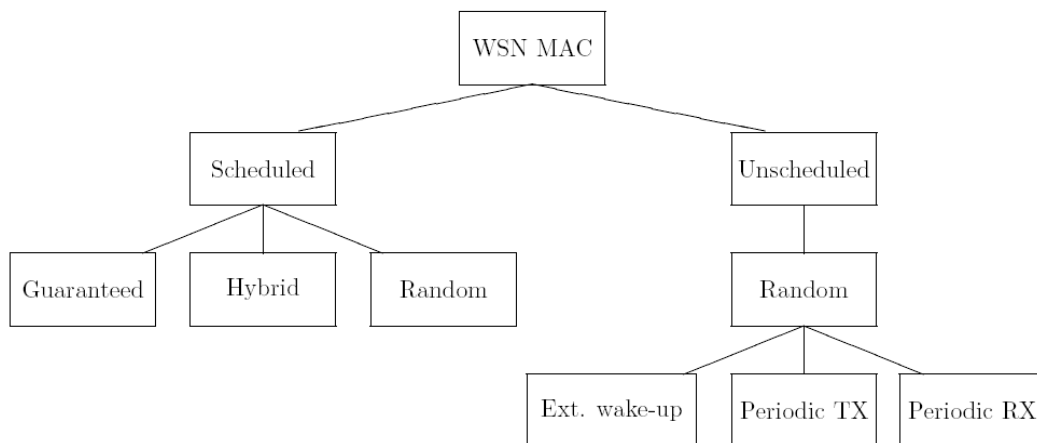 WSN MAC
Scheduled
Unscheduled
Guaranteed
Hybrid
Random
Random
Ext. wake-up
Periodic TX
Periodic RX